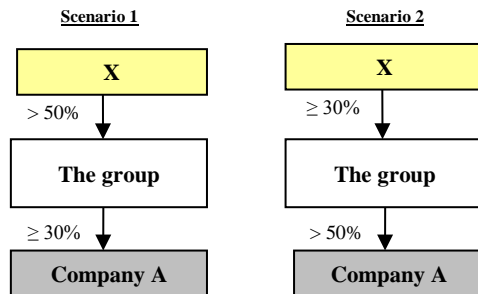 Scenario 1
X
> 50%
The group
≥ 30%
Company A
Scenario 2
X
≥ 30%
The group
> 50%
Company A